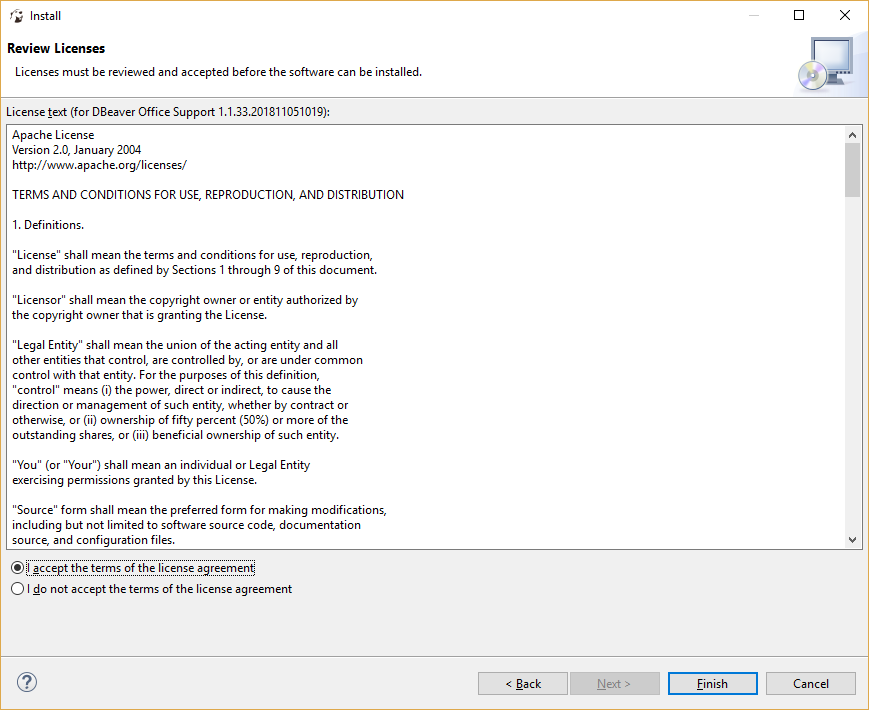 Install
Review Licenses
Licenses must be reviewed and accepted before the software can be installed.
License text (for DBeaver Office Support 1.1.33.201811051019):
Apache License
Version 2.0, January 2004
http://www.apache.org/licenses/
TERMS AND CONDITIONS FOR USE, REPRODUCTION, AND DISTRIBUTION
1. Definitions.
"License" shall mean the terms and conditions for use, reproduction,
and distribution as defined by Sections 1 through 9 of this document.
"Licensor" shall mean the copyright owner or entity authorized by
the copyright owner that is granting the License.
"Legal Entity" shall mean the union of the acting entity and all
other entities that control, are controlled by, or are under common
control with that entity. For the purposes of this definition,
"control" means (i) the power, direct or indirect, to cause the
direction or management of such entity, whether by contract or
otherwise, or (ii) ownership of fifty percent (50%) or more of the
outstanding shares, or (iii) beneficial ownership of such entity.
"You" (or "Your") shall mean an individual or Legal Entity
exercising permissions granted by this License.
"Source" form shall mean the preferred form for making modifications,
including but not limited to software source code, documentation
source, and configuration files.
I accept the terms of the license agreement
I do not accept the terms of the license agreement
?
< Back
Next >
Finish
Cancel